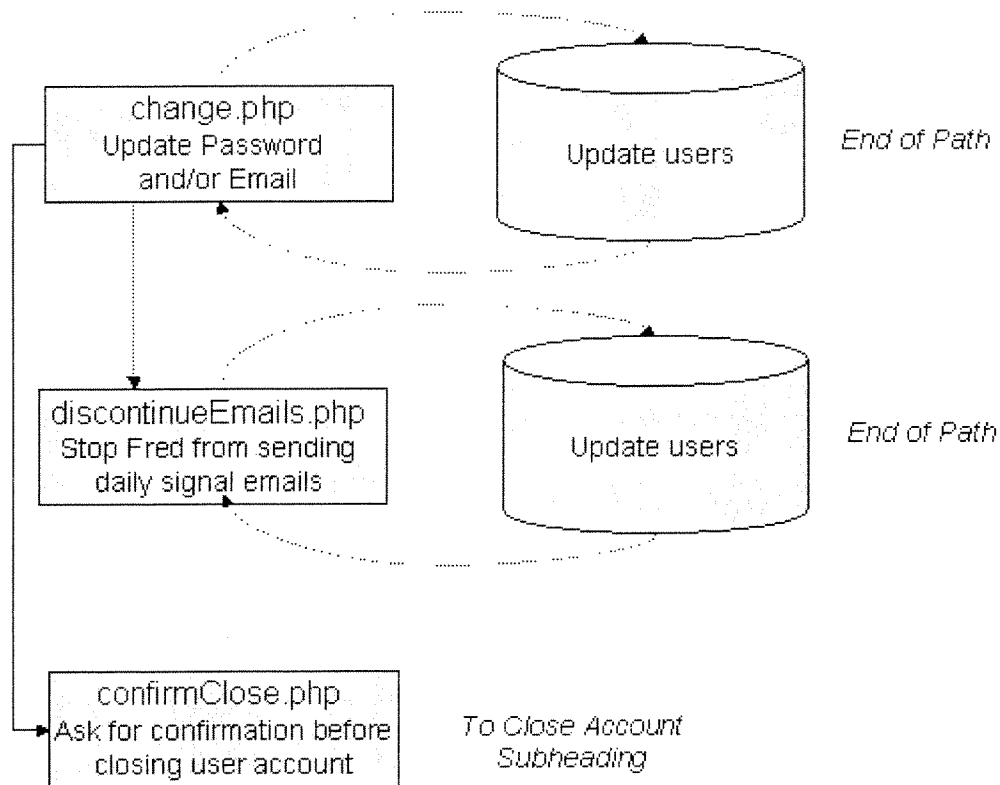 change.php
Update Password
and/or Email
Update users
End of Path
discontinueEmails.php
Stop Fred from sending
daily signal emails
Update users
End of Path
confirmClose.php
Ask for confirmation before
closing user account
To Close Account
Subheading